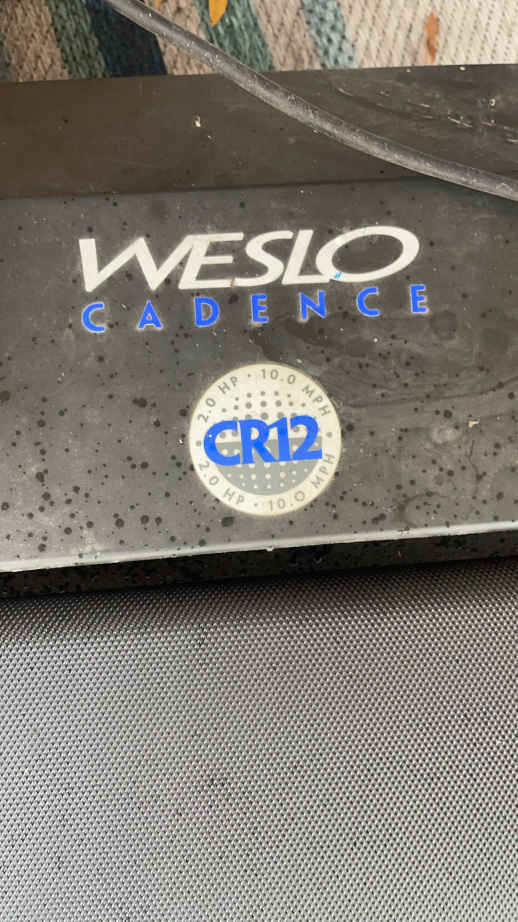 WESLO
CADENCE
2.0 HP · 10.0 MPH
CR12
2.0 HP · 10.0 MPH